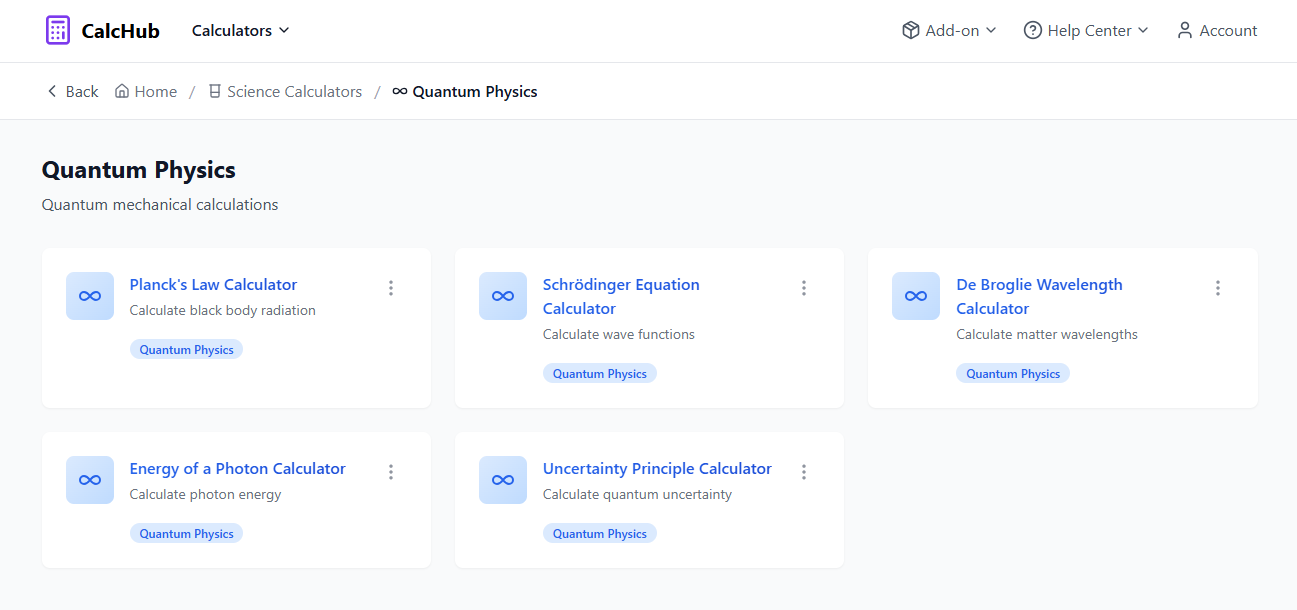 CalcHub Calculators Add-on Help Center Account
Back Home / Science Calculators / Quantum Physics
Quantum Physics
Quantum mechanical calculations
Planck's Law Calculator
Calculate black body radiation
Quantum Physics
Schrödinger Equation
Calculator
Calculate wave functions
Quantum Physics
De Broglie Wavelength
Calculator
Calculate matter wavelengths
Quantum Physics
Energy of a Photon Calculator
Calculate photon energy
Quantum Physics
Uncertainty Principle Calculator
Calculate quantum uncertainty
Quantum Physics